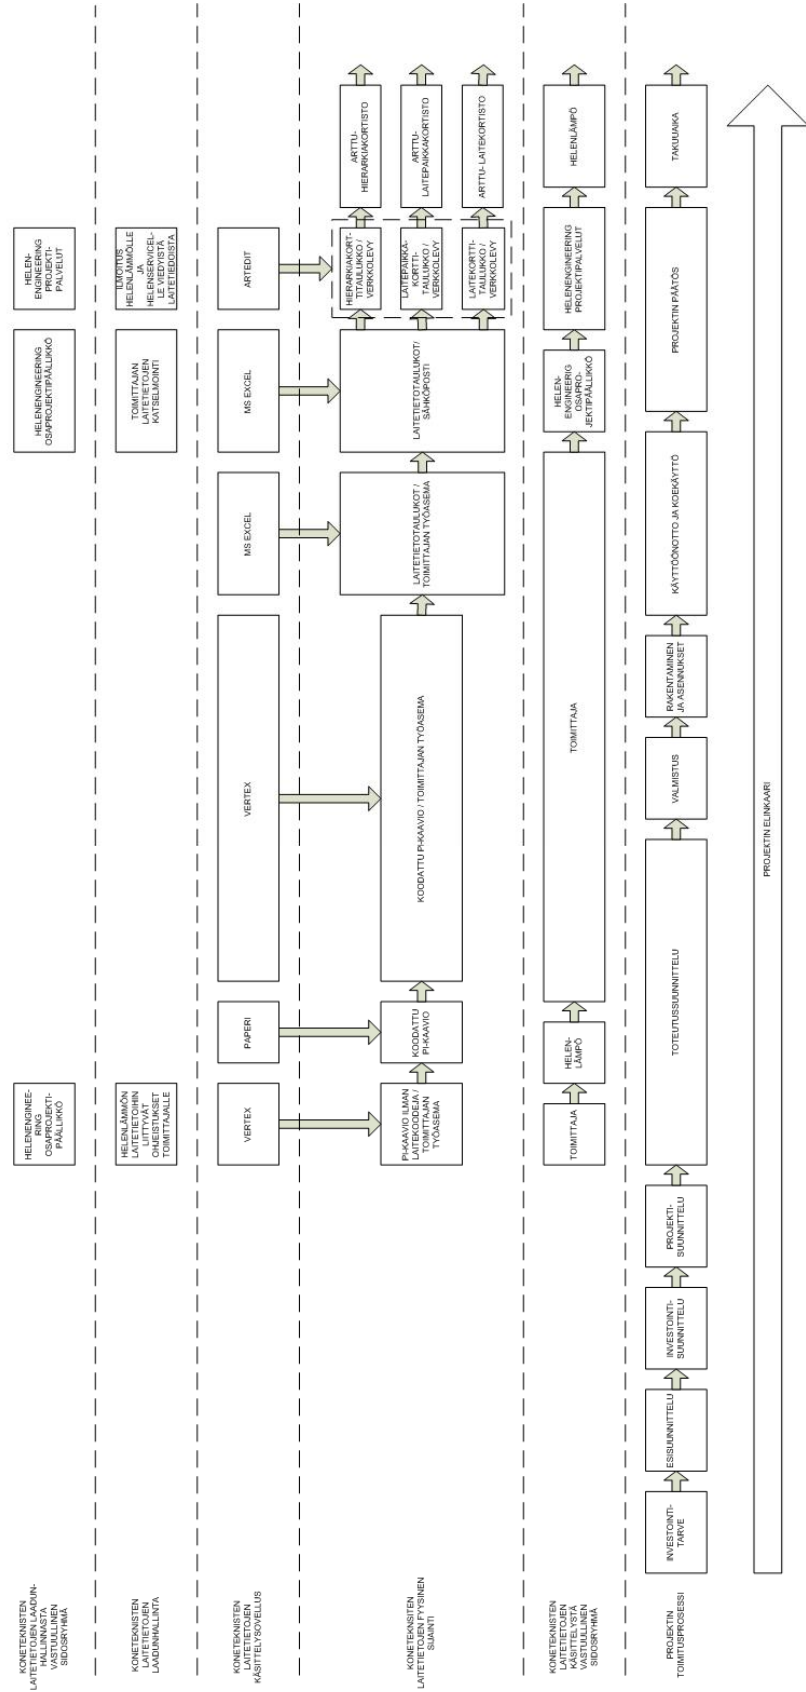 KONETEKNISTEN
LAITETIETOJEN LAADUN-
HALLINNASTA
VASTUULLINEN
SIDOSRYHMÄ
HELENENGINEE-
RING
OSAPROJEKTI-
PÄÄLLIKKÖ
HELENENGINEERING
OSAPROJEKTIPÄÄLLIKKÖ
HELEN-
ENGINEERING
PROJEKTI-
PALVELUT
KONETEKNISTEN
LAITETIETOJEN
LAADUNHALLINTA
HELENLÄMMÖN
LAITETIETOIHIN
LIITTYVÄT
OHJEISTUKSET
TOIMITTAJALLE
TOIMITTAJAN
LAITETIETOJEN
KATSELMOINTI
ILMOITUS
HELENLÄMMÖLLE
JA
HELENSERVICEL-
LE VIEDYISTÄ
LAITETIEDOISTA
KONETEKNISTEN
LAITETIETOJEN
KÄSITTELYSOVELLUS
VERTEX
PAPERI
VERTEX
MS EXCEL
MS EXCEL
ARTEDIT
KONETEKNSITEN
LAITETIETOJEN FYYSINEN
SIJAINTI
PI-KAAVIO ILMAN
LAITEKOODEJA /
TOIMITTAJAN
TYÖASEMA
KOODATTU
PI-KAAVIO
KOODATTU PI-KAAVIO / TOIMITTAJAN TYÖASEMA
LAITETIETOTAULUKOT /
TOIMITTAJAN TYÖASEMA
LAITETIETOTAULUKOT/
SÄHKÖPOSTI
HIERARKIAKORT-
TITAULUKKO /
VERKKOLEVY
ARTTU-
HIERARKIAKORTISTO
LAITEPAIKKA-
KORTTI-
TAULUKKO /
VERKKOLEVY
ARTTU-
LAITEPAIKKAKORTISTO
LAITEKORTTI-
TAULUKKO /
VERKKOLEVY
ARTTU- LAITEKORTISTO
KONETEKNISTEN
LAITETIETOJEN
KÄSITTELYSTÄ
VASTUULLINEN
SIDOSRYHMÄ
TOIMITTAJA
HELEN-
LÄMPÖ
TOIMITTAJA
HELEN-
ENGINEERIG
OSAPRO-
JEKTIPÄÄLLIKKÖ
HELENENGINEERING
PROJEKTIPALVELUT
HELENLÄMPÖ
PROJEKTIN
TOIMITUSPROSESSI
INVESTOINTI-
TARVE
ESISUUNNITTELU
INVESTOINTI-
SUUNNITTELU
PROJEKTI-
SUUNNITTELU
TOTEUTUSSUUNNITTELU
VALMISTUS
RAKENTAMINEN
JA ASENNUKSET
KÄYTTÖÖNOTTO JA KOEKÄYTTÖ
PROJEKTIN PÄÄTÖS
TAKUUAIKA
PROJEKTIN ELINKAARI